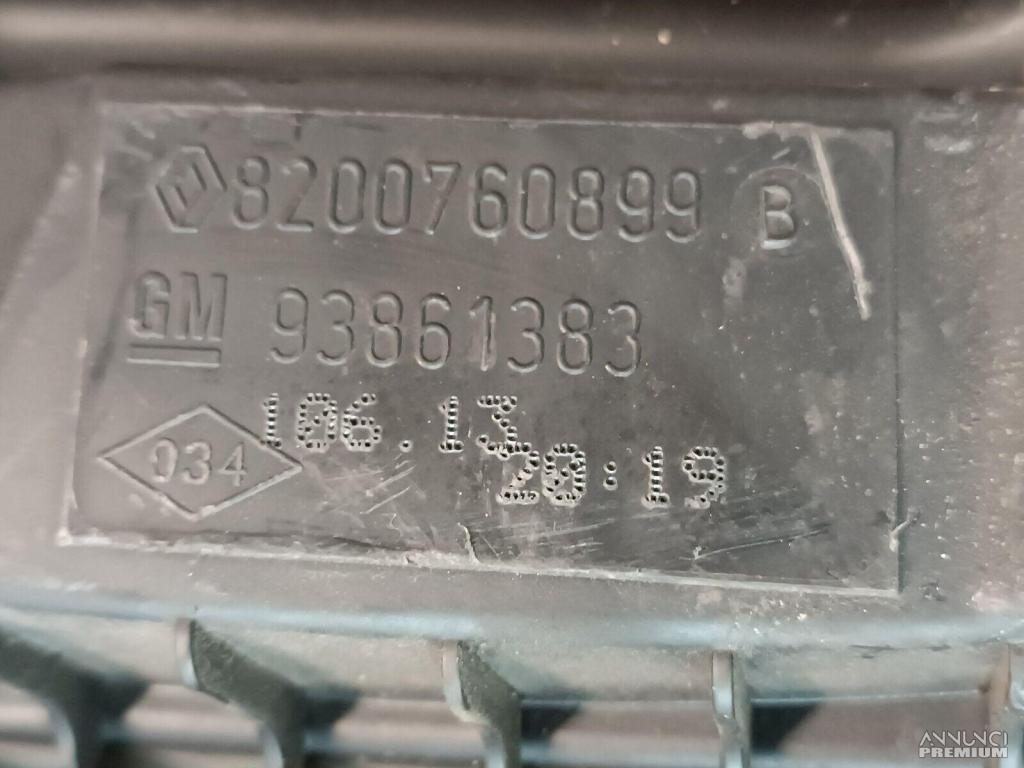 8200760899 B
GM 93861383
106.13
034
20:19
ANNUNCI
PREMIUM